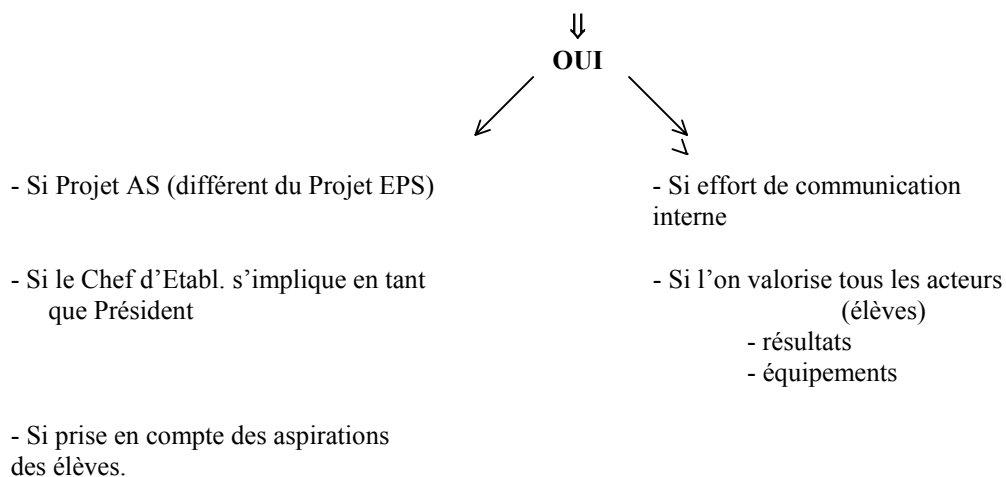 ⇓
OUI
- Si Projet AS (différent du Projet EPS)
- Si le Chef d’Etabl. s’implique en tant
que Président
- Si prise en compte des aspirations
des élèves.
- Si effort de communication
interne
- Si l’on valorise tous les acteurs
(élèves)
- résultats
- équipements